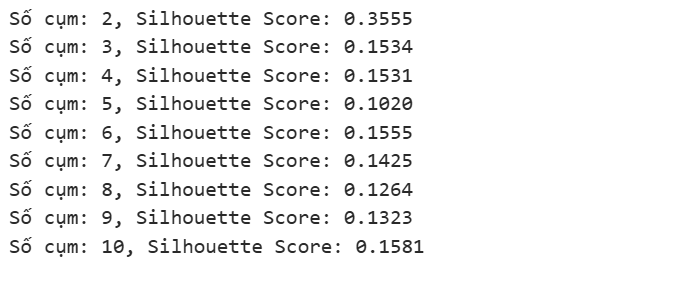 Số cụm: 2, Silhouette Score: 0.3555
Số cụm: 3, Silhouette Score: 0.1534
Số cụm: 4, Silhouette Score: 0.1531
Số cụm: 5, Silhouette Score: 0.1020
Số cụm: 6, Silhouette Score: 0.1555
Số cụm: 7, Silhouette Score: 0.1425
Số cụm: 8, Silhouette Score: 0.1264
Số cụm: 9, Silhouette Score: 0.1323
Số cụm: 10, Silhouette Score: 0.1581